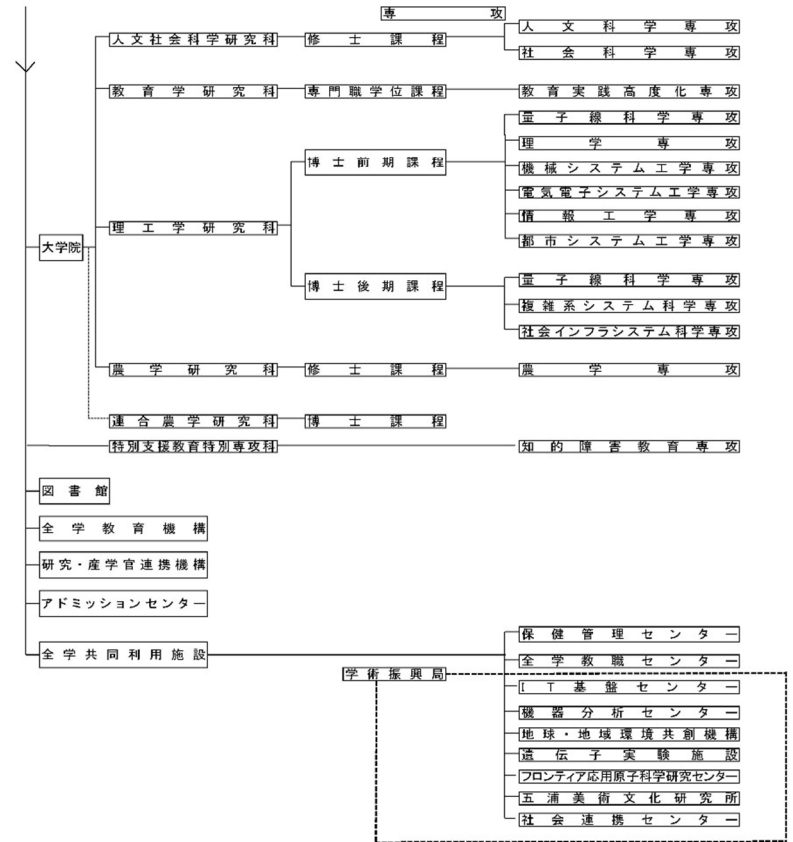 専攻
人文社会科学研究科 修士課程 人文科学専攻
社会科学専攻
教育学研究科 専門職学位課程 教育実践高度化専攻
量子線科学専攻
理学専攻
博士前期課程
機械システム工学専攻
電気電子システム工学専攻
情報工学専攻
理工学研究科
都市システム工学専攻
大学院
量子線科学専攻
博士後期課程
複雑系システム科学専攻
社会インフラシステム科学専攻
農学研究科 修士課程 農学専攻
連合農学研究科 博士課程
特別支援教育特別専攻科 知的障害教育専攻
図書館
全学教育機構
研究・産学官連携機構
アドミッションセンター
保健管理センター
全学共同利用施設
全学教職センター
学術振興局
IT基盤センター
機器分析センター
地球・地域環境共創機構
遺伝子実験施設
フロンティア応用原子科学研究センター
五浦美術文化研究所
社会連携センター